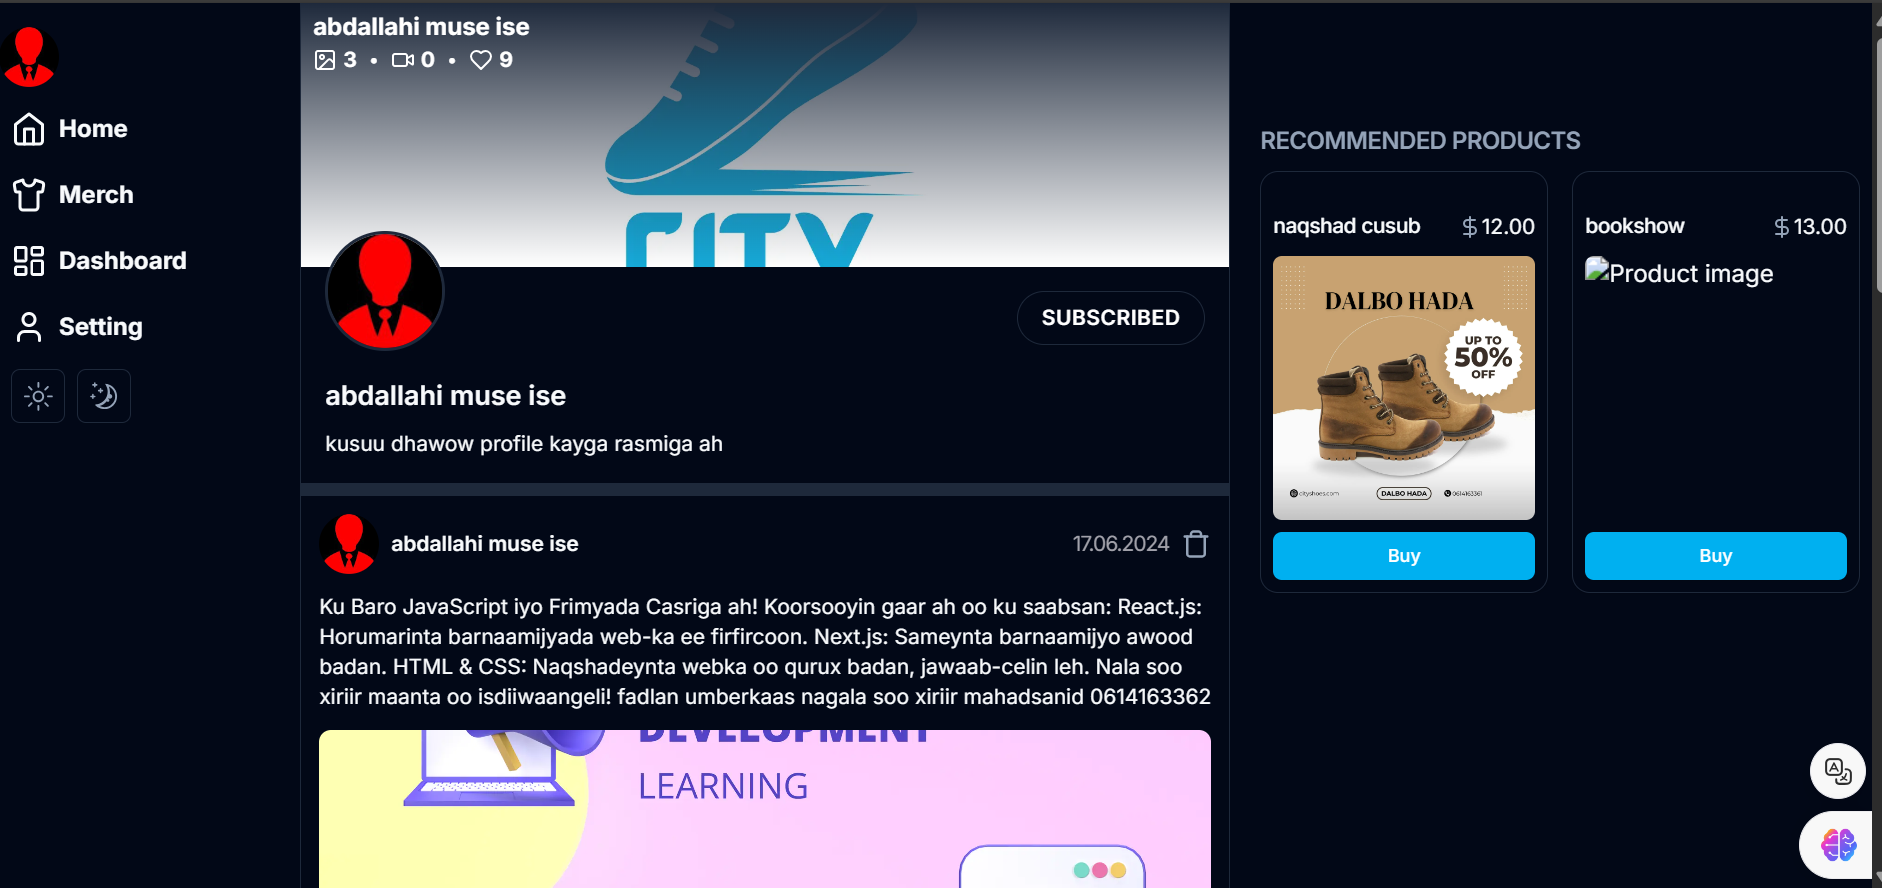 abdallahi muse ise
3 • 0 • 9
Home
Merch
Dashboard
Setting
CITY
SUBSCRIBED
abdallahi muse ise
kusuu dhawow profile kayga rasmiga ah
abdallahi muse ise
17.06.2024
Ku Baro JavaScript iyo Frimyada Casriga ah! Koorsooyin gaar ah oo ku saabsan: React.js:
Horumarinta barnaamijyada web-ka ee firfircoon. Next.js: Sameynta barnaamijyo awood
badan. HTML & CSS: Naqshadeynta webka oo qurux badan, jawaab-celin leh. Nala soo
xiriir maanta oo isdiiwaangeli! fadlan umberkaas nagala soo xiriir mahadsanid 0614163362
DEVELOPMENT
LEARNING
RECOMMENDED PRODUCTS
naqshad cusub $ 12.00
DALBO HADA
UP TO
50%
OFF
cityshoes.com DALBO HADA 0614163361
Buy
bookshow $ 13.00
Product image
Buy